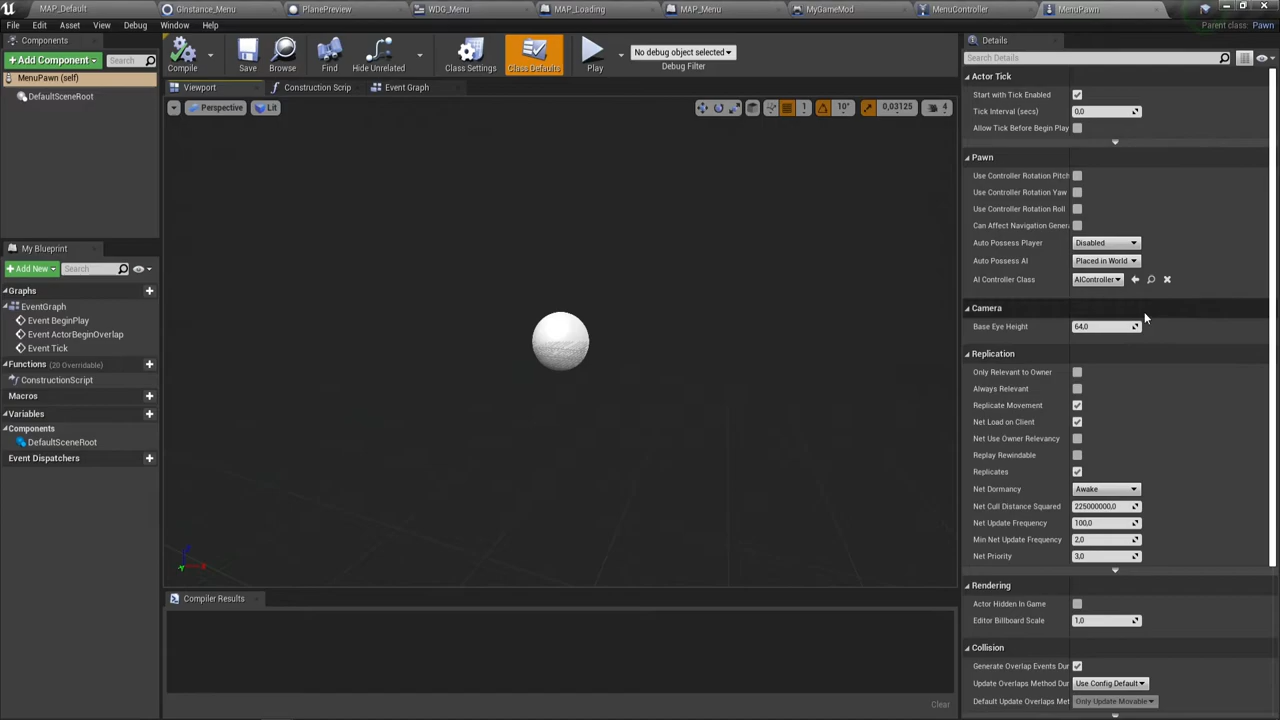 MAP_Default
GInstance_Menu
PlanePreview
WDG_Menu
MAP_Loading
MAP_Menu
MyGameMod
MenuController
MenuPawn
File Edit Asset View Debug Window Help
Parent class: Pawn
Components
+Add Component
Search
MenuPawn (self)
DefaultSceneRoot
Compile
Save
Browse
Find
Hide Unrelated
Class Settings
Class Defaults
Play
No debug object selected
Debug Filter
Viewport
Construction Scrip
Event Graph
Perspective
Lit
1
10°
0,03125
4
My Blueprint
+Add New
Search
Graphs
EventGraph
Event BeginPlay
Event ActorBeginOverlap
Event Tick
Functions (20 Overridable)
ConstructionScript
Macros
Variables
Components
DefaultSceneRoot
Event Dispatchers
Compiler Results
Clear
Details
Search Details
Actor Tick
Start with Tick Enabled
Tick Interval (secs) 0,0
Allow Tick Before Begin Play
Pawn
Use Controller Rotation Pitch
Use Controller Rotation Yaw
Use Controller Rotation Roll
Can Affect Navigation Genera
Auto Possess Player Disabled
Auto Possess AI Placed in World
AI Controller Class AIController
Camera
Base Eye Height 64,0
Replication
Only Relevant to Owner
Always Relevant
Replicate Movement
Net Load on Client
Net Use Owner Relevancy
Replay Rewindable
Replicates
Net Dormancy Awake
Net Cull Distance Squared 225000000,0
Net Update Frequency 100,0
Min Net Update Frequency 2,0
Net Priority 3,0
Rendering
Actor Hidden In Game
Editor Billboard Scale 1,0
Collision
Generate Overlap Events Dur
Update Overlaps Method Dur Use Config Default
Default Update Overlaps Met Only Update Movable